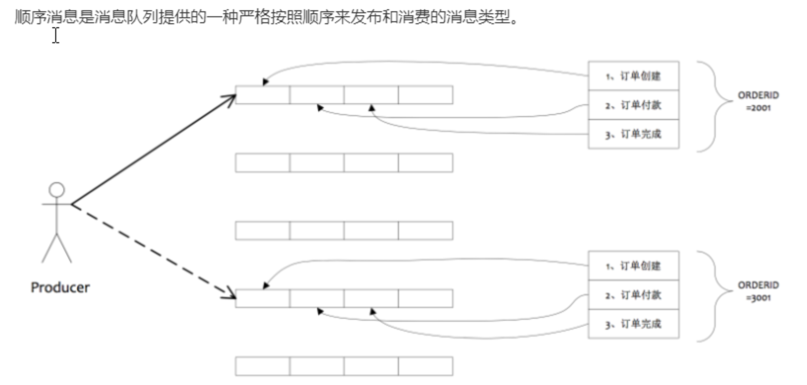 顺序消息是消息队列提供的一种严格按照顺序来发布和消费的消息类型。
1、订单创建
2、订单付款
3、订单完成
ORDERID
=2001
Producer
1、订单创建
2、订单付款
3、订单完成
ORDERID
=3001